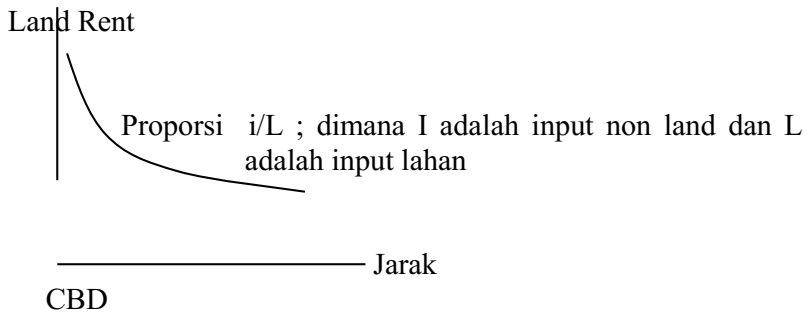 Land Rent
Proporsi i/L ; dimana I adalah input non land dan L
adalah input lahan
Jarak
CBD